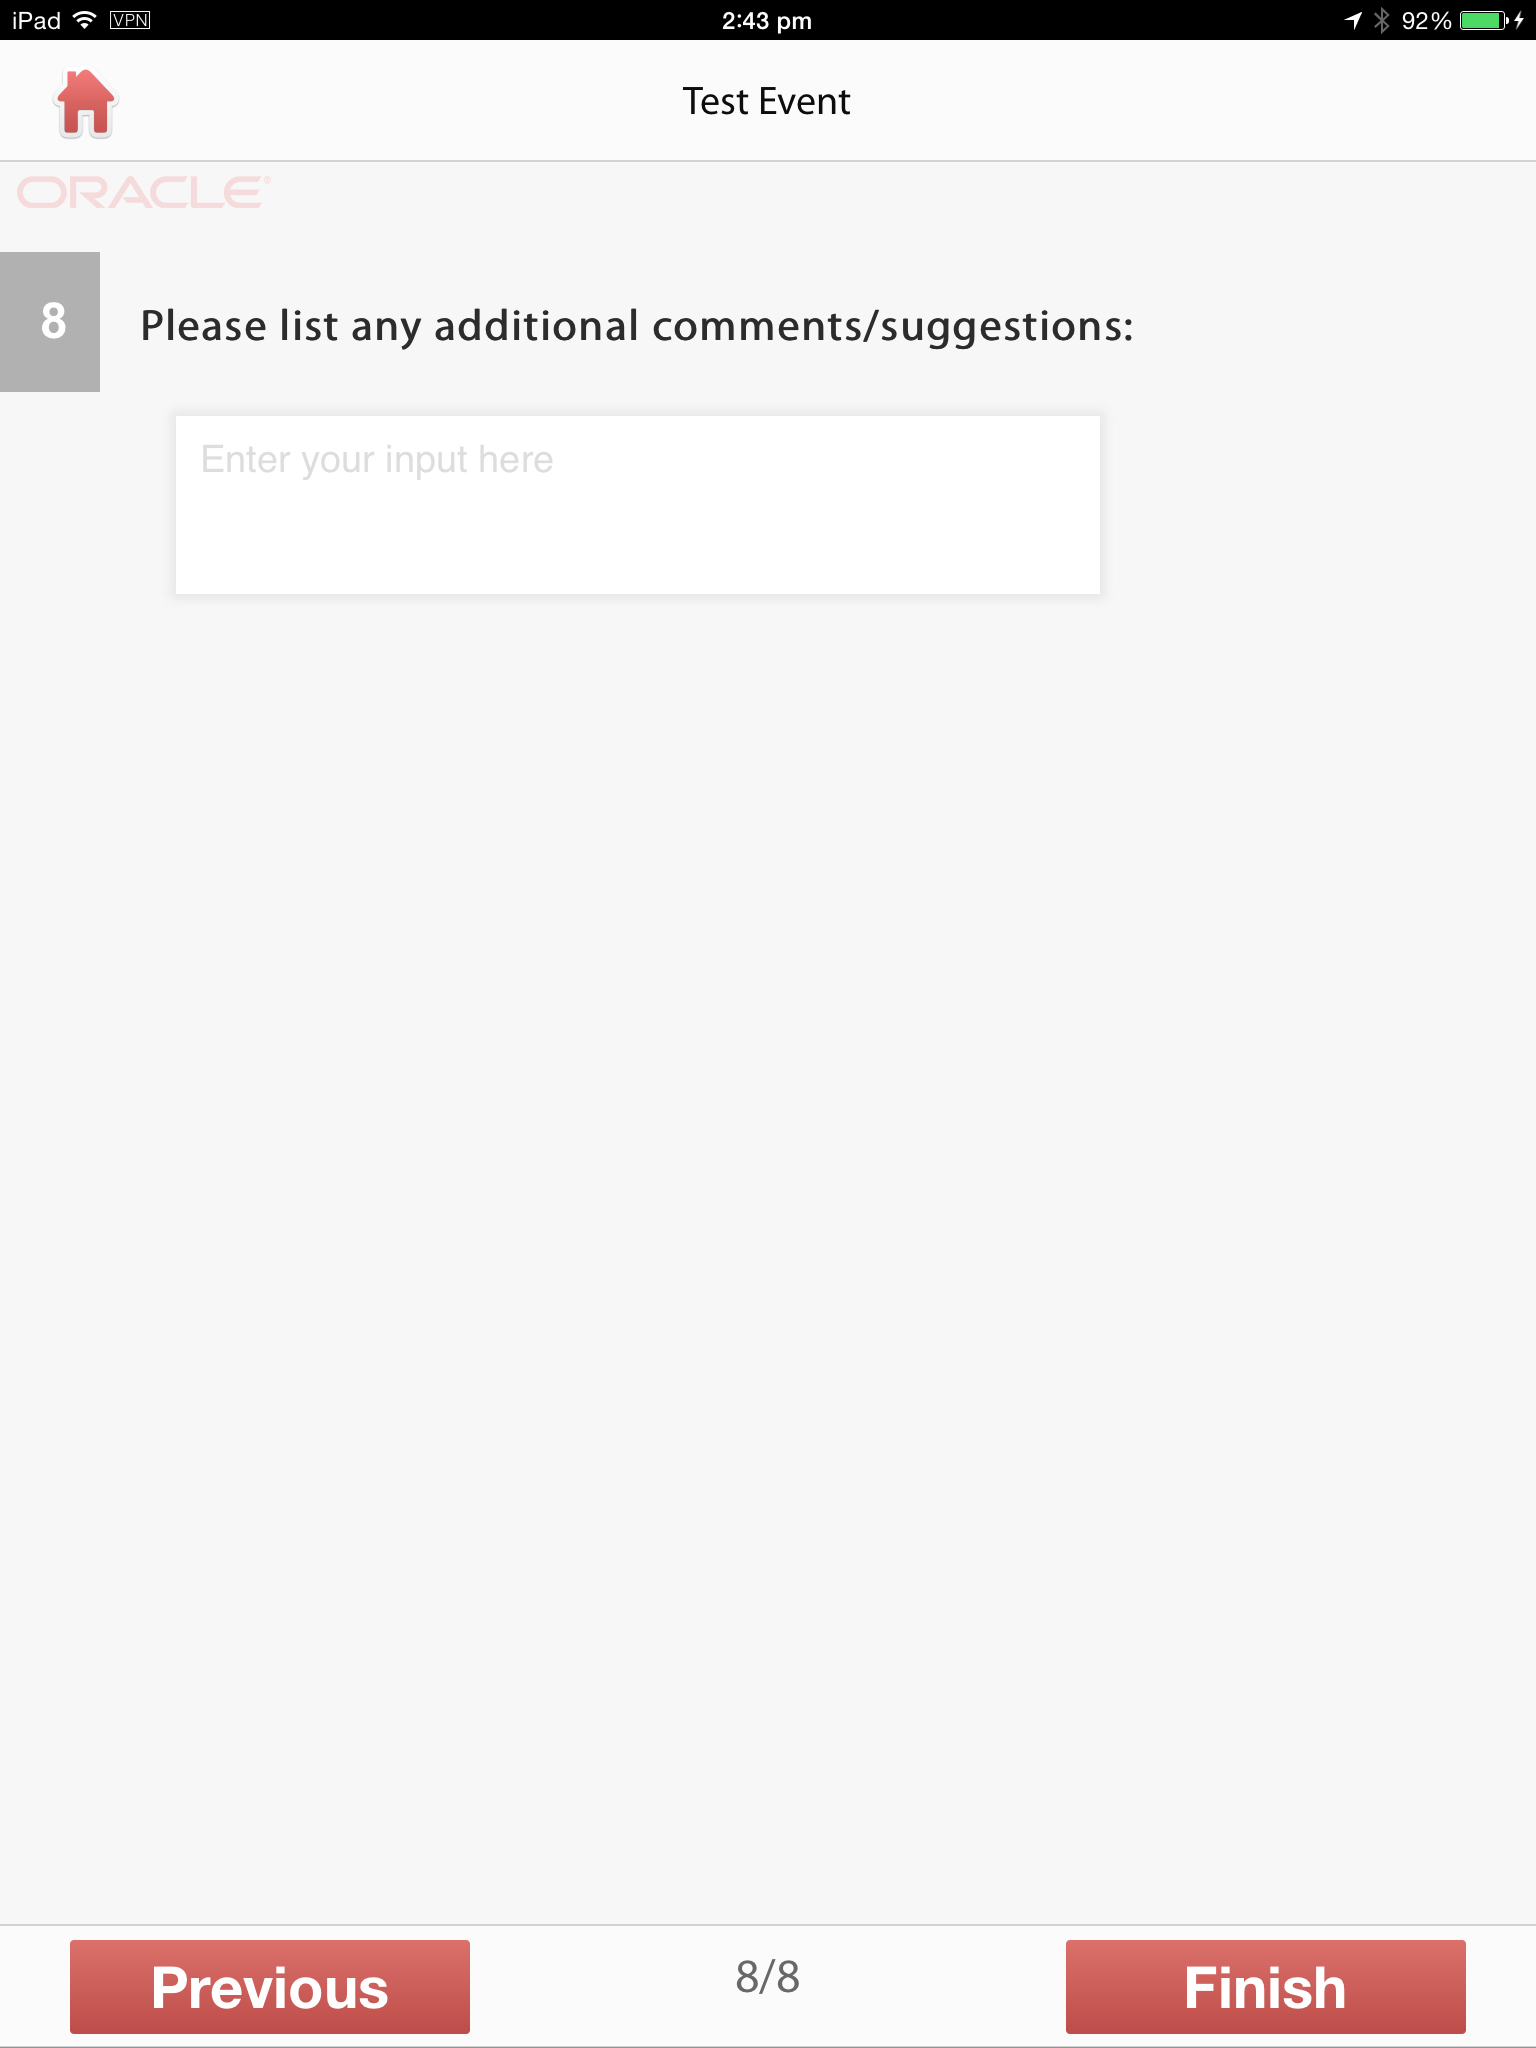 iPad VPN 2:43 pm 92%
Test Event
ORACLE®
8 Please list any additional comments/suggestions:
Enter your input here
Previous 8/8 Finish